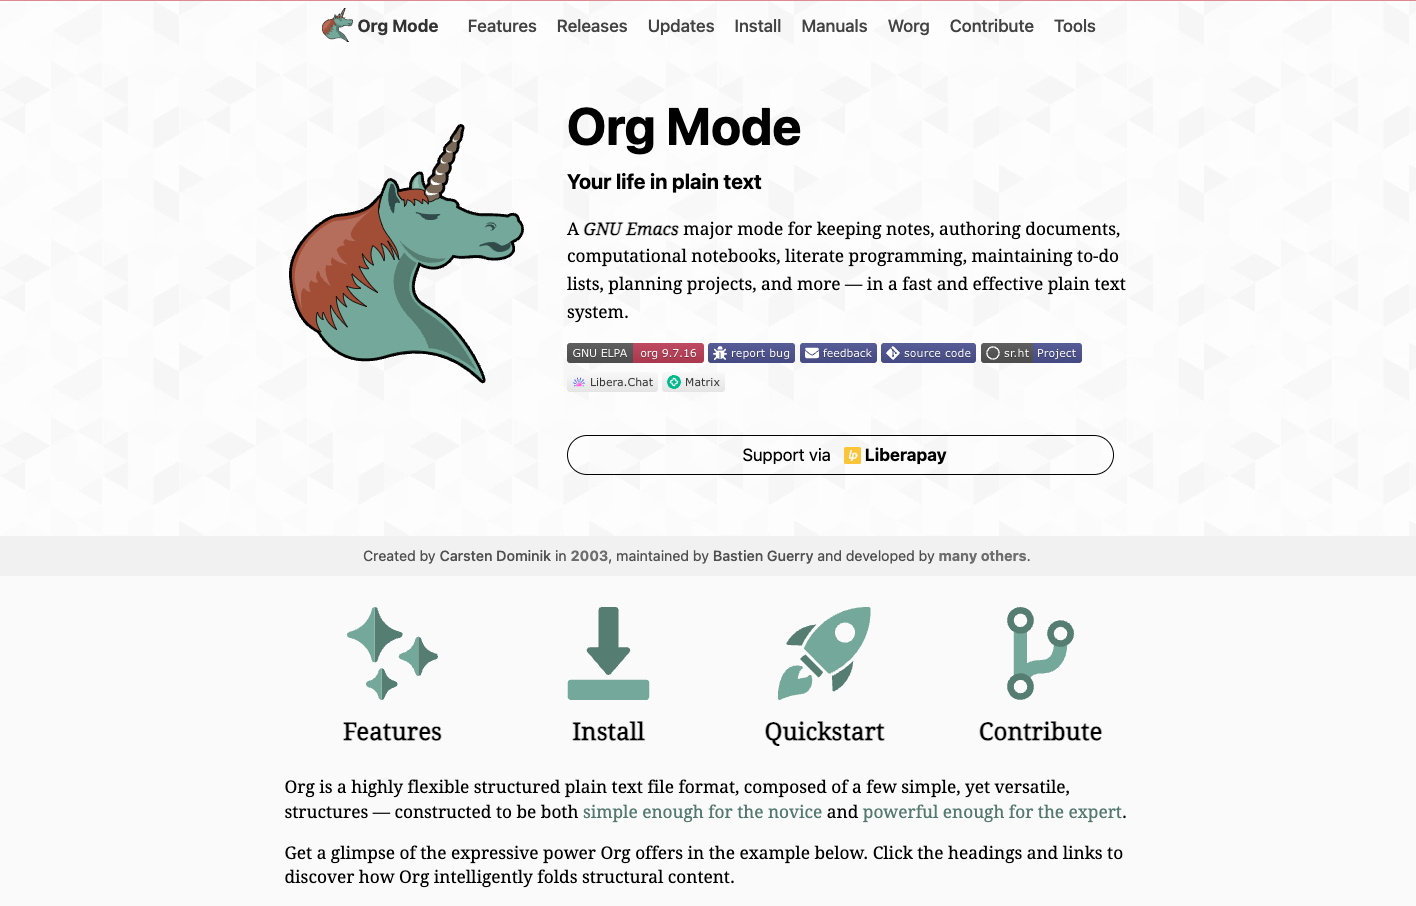 Org Mode Features Releases Updates Install Manuals Worg Contribute Tools
Org Mode
Your life in plain text
A GNU Emacs major mode for keeping notes, authoring documents,
computational notebooks, literate programming, maintaining to-do
lists, planning projects, and more — in a fast and effective plain text
system.
GNU ELPA org 9.7.16 report bug feedback source code sr.ht Project
Libera.Chat Matrix
Support via lp Liberapay
Created by Carsten Dominik in 2003, maintained by Bastien Guerry and developed by many others.
Features Install Quickstart Contribute
Org is a highly flexible structured plain text file format, composed of a few simple, yet versatile,
structures — constructed to be both simple enough for the novice and powerful enough for the expert.
Get a glimpse of the expressive power Org offers in the example below. Click the headings and links to
discover how Org intelligently folds structural content.